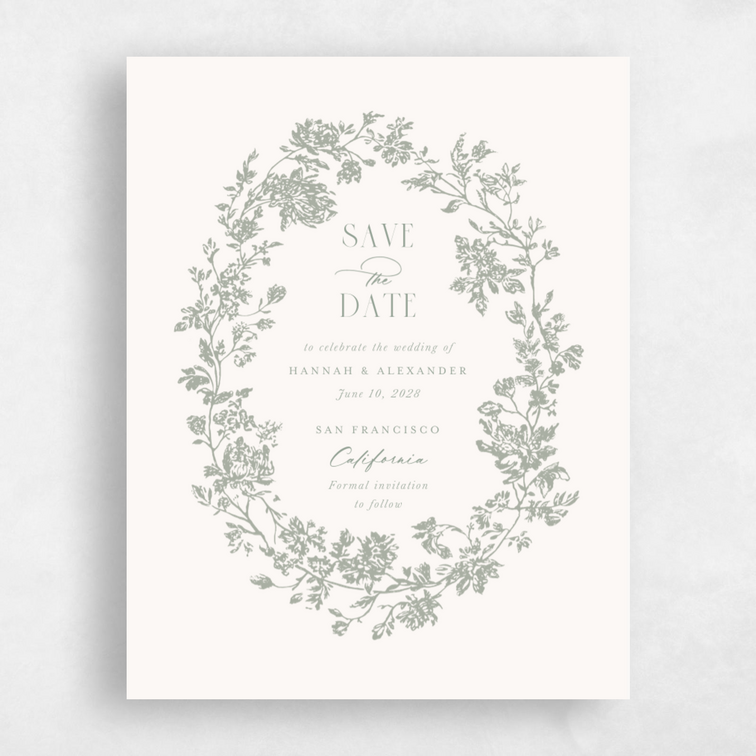 SAVE
the
DATE
to celebrate the wedding of
HANNAH & ALEXANDER
June 10, 2028
SAN FRANCISCO
California
Formal invitation
to follow